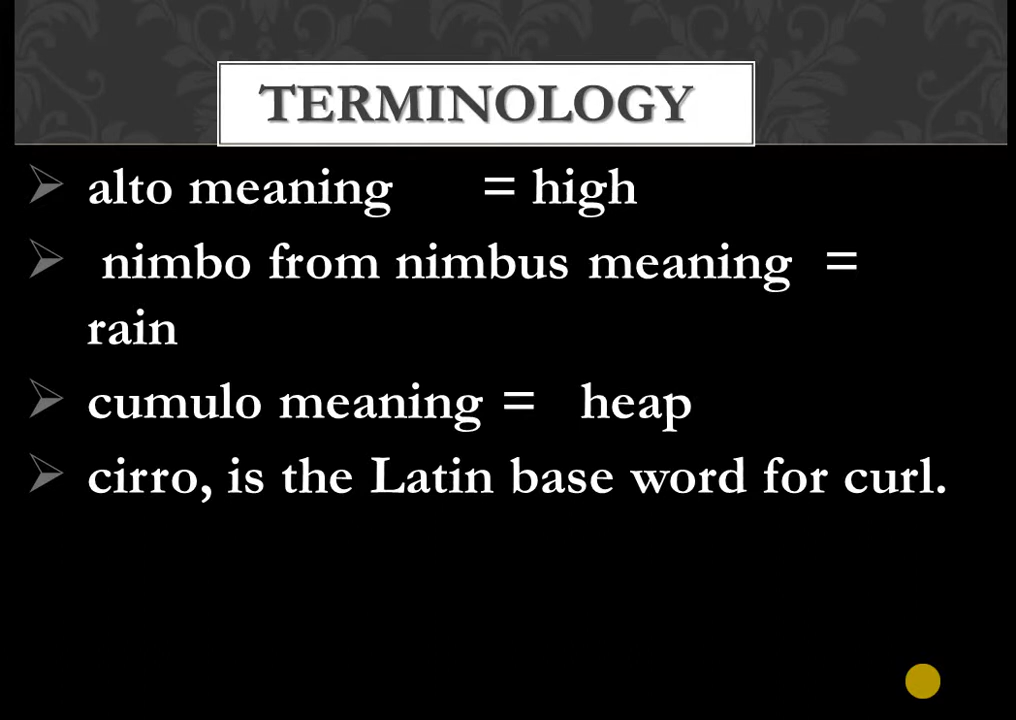 TERMINOLOGY
alto meaning = high
nimbo from nimbus meaning =
rain
cumulo meaning = heap
cirro, is the Latin base word for curl.